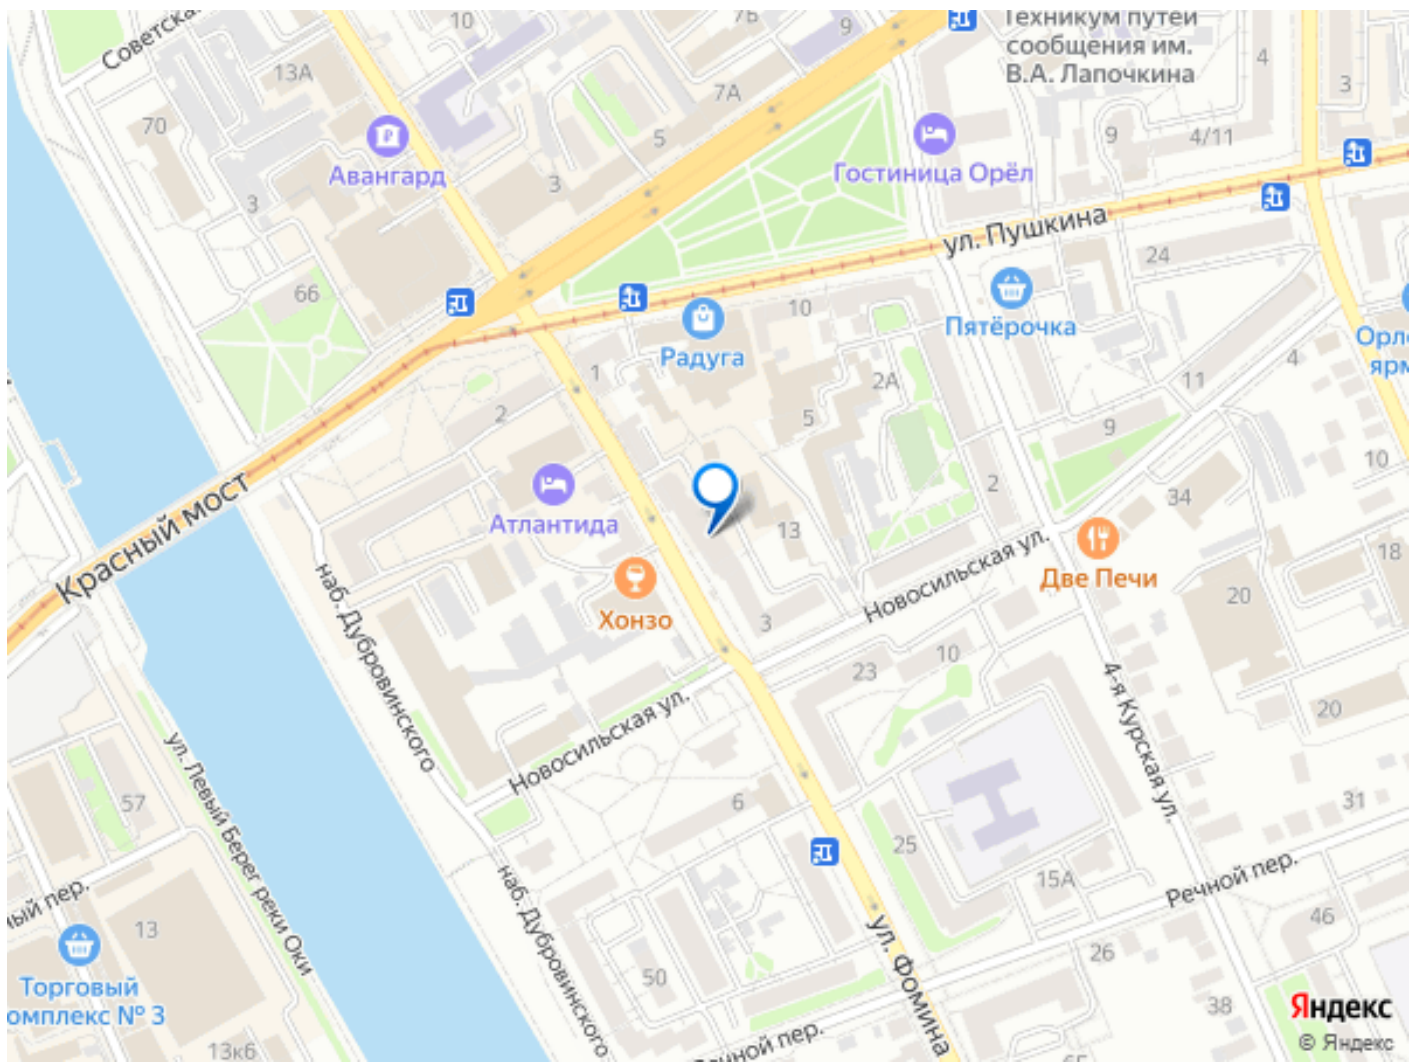 Советская
10
7Б
9
Техникум путей
сообщения им.
В.А. Лапочкина
4
3
13А
7А
70
5
9
4/11
Авангард
3
3
Гостиница Орёл
ул. Пушкина
24
66
10
Пятёрочка
Радуга
4
1
2А
11
2
5
9
10
2
34
Красный мост
Атлантида
13
18
Новосильская ул.
Две Печи
наб. Дубровинского
Хонзо
20
3
10
23
4-я Курская ул.
20
Новосильская ул.
ул. Левый Берег реки Оки
57
6
31
25
15А
Речной пер.
ный пер.
наб. Дубровинского
13
ул. Фомина
46
26
50
Торговый
омплекс № 3
38
Яндекс
13к6
Речной пер.
© Яндекс